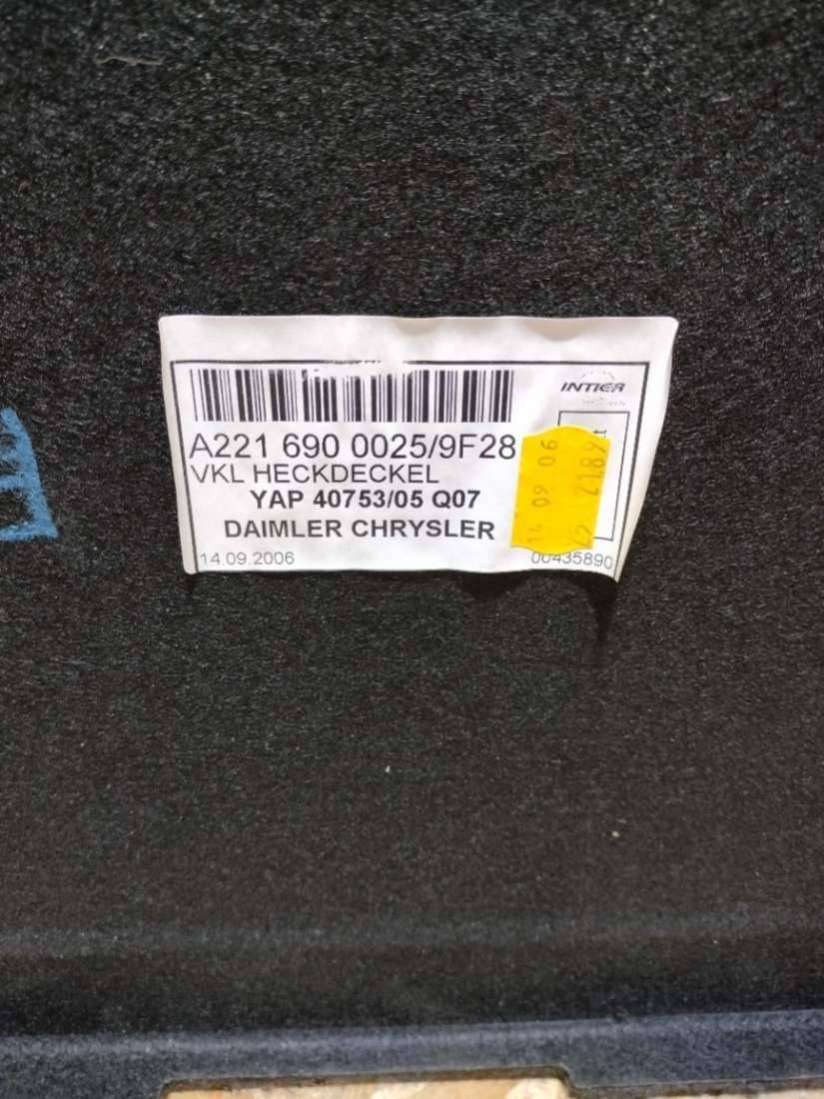 INTIER
A221 690 0025/9F28
VKL HECKDECKEL
YAP 40753/05 Q07
DAIMLER CHRYSLER
14.09.2006
00435890
14 09 06